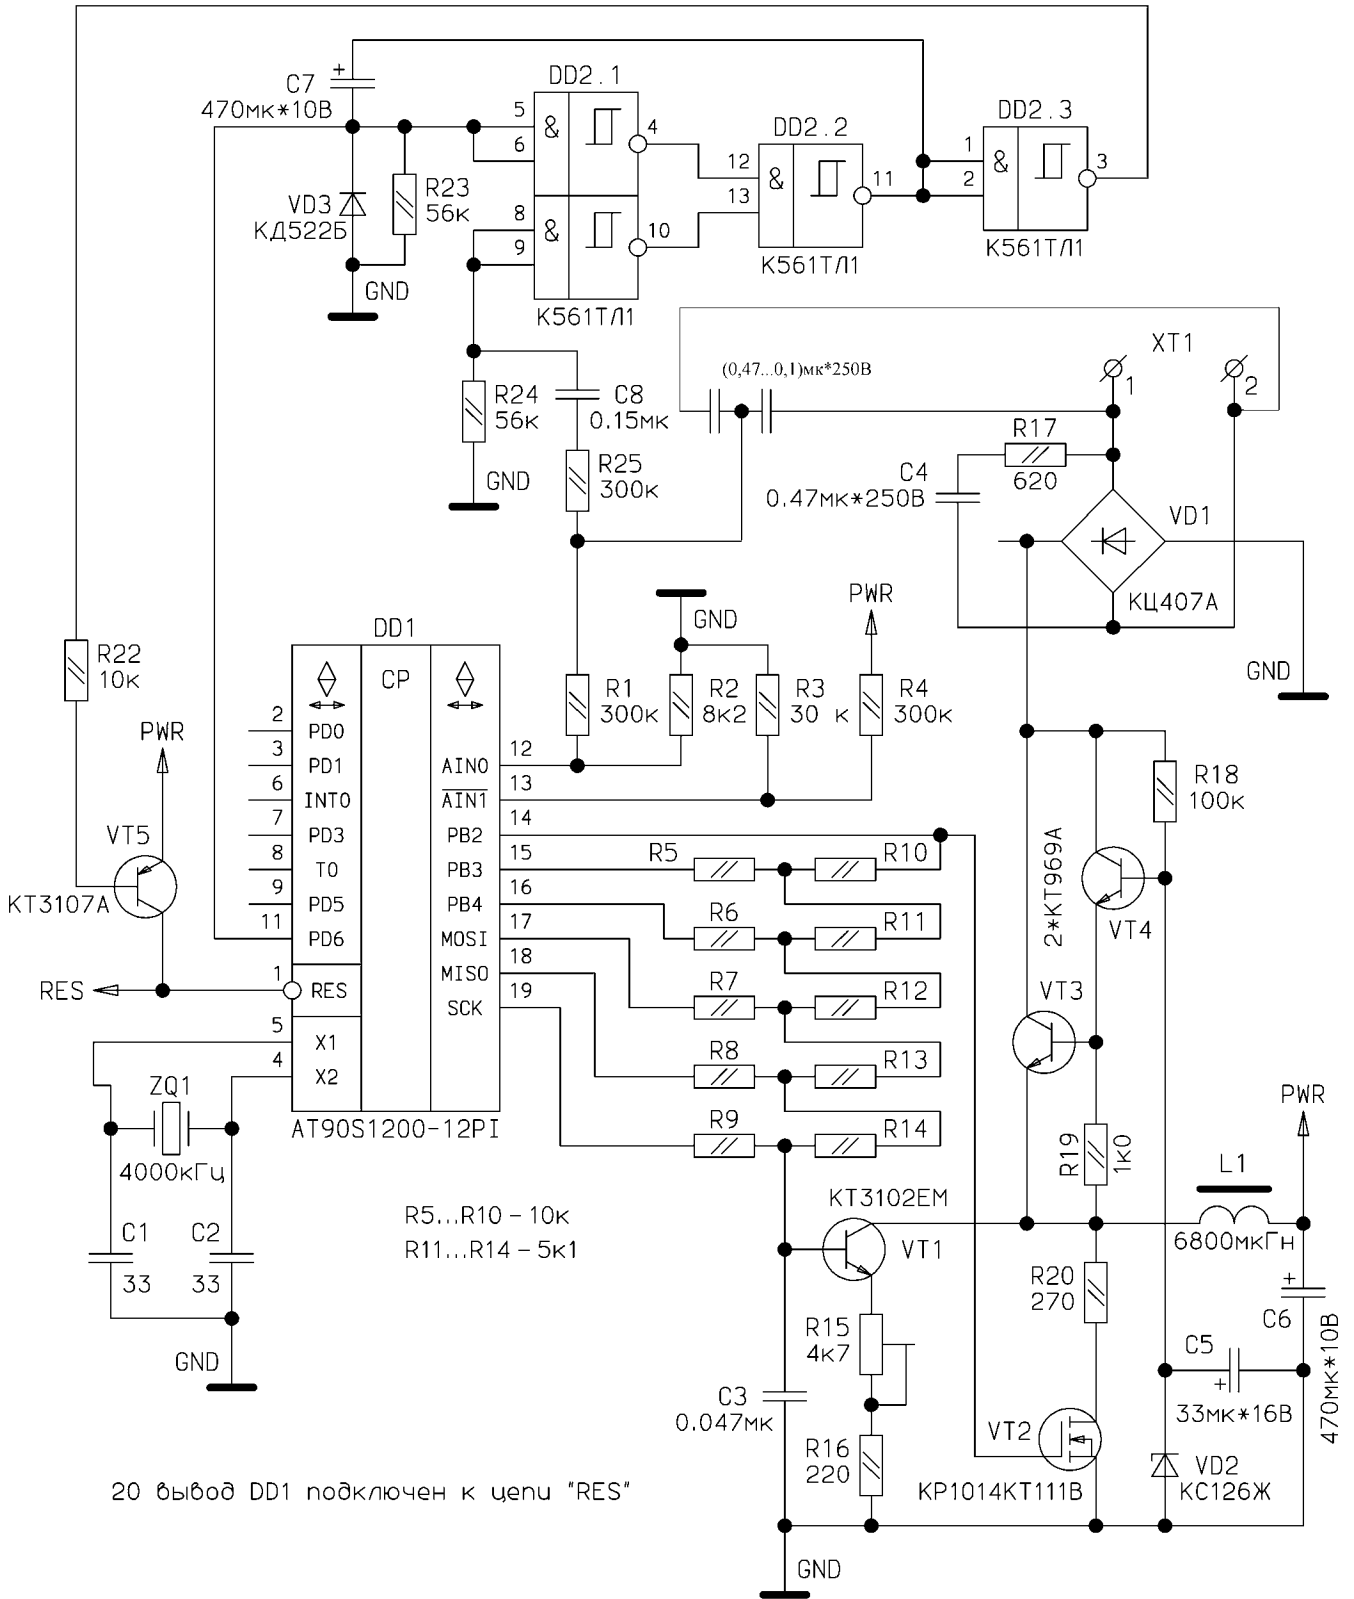 C7
470мк*10В
+
DD2.1
5
6
&
4
8
9
&
10
К561ТЛ1
DD2.2
12
13
&
11
К561ТЛ1
DD2.3
1
2
&
3
К561ТЛ1
VD3
КД522Б
R23
56к
GND
R24
56к
GND
C8
0.15мк
R25
300к
(0,47...0,1)мк*250В
XT1
1
2
R17
620
C4
0.47мк*250В
VD1
КЦ407А
GND
R22
10к
PWR
VT5
КТ3107А
RES
DD1
CP
2
PD0
3
PD1
6
INT0
7
PD3
8
T0
9
PD5
11
PD6
1
RES
5
X1
4
X2
AIN0
12
AIN1
13
PB2
14
PB3
15
PB4
16
MOSI
17
MISO
18
SCK
19
AT90S1200-12PI
R1
300к
R2
8к2
R3
30 к
R4
300к
GND
PWR
R5
R10
R6
R11
R7
R12
R8
R13
R9
R14
R5...R10 – 10к
R11...R14 – 5к1
ZQ1
4000кГц
C1
33
C2
33
GND
R18
100к
2*КТ969А
VT4
VT3
R19
1к0
PWR
L1
6800мкГн
КТ3102ЕМ
VT1
R20
270
+
C6
470мк*10В
R15
4к7
C5
+
33мк*16В
C3
0.047мк
R16
220
VT2
КР1014КТ111В
VD2
КС126Ж
20 вывод DD1 подключен к цепи "RES"
GND